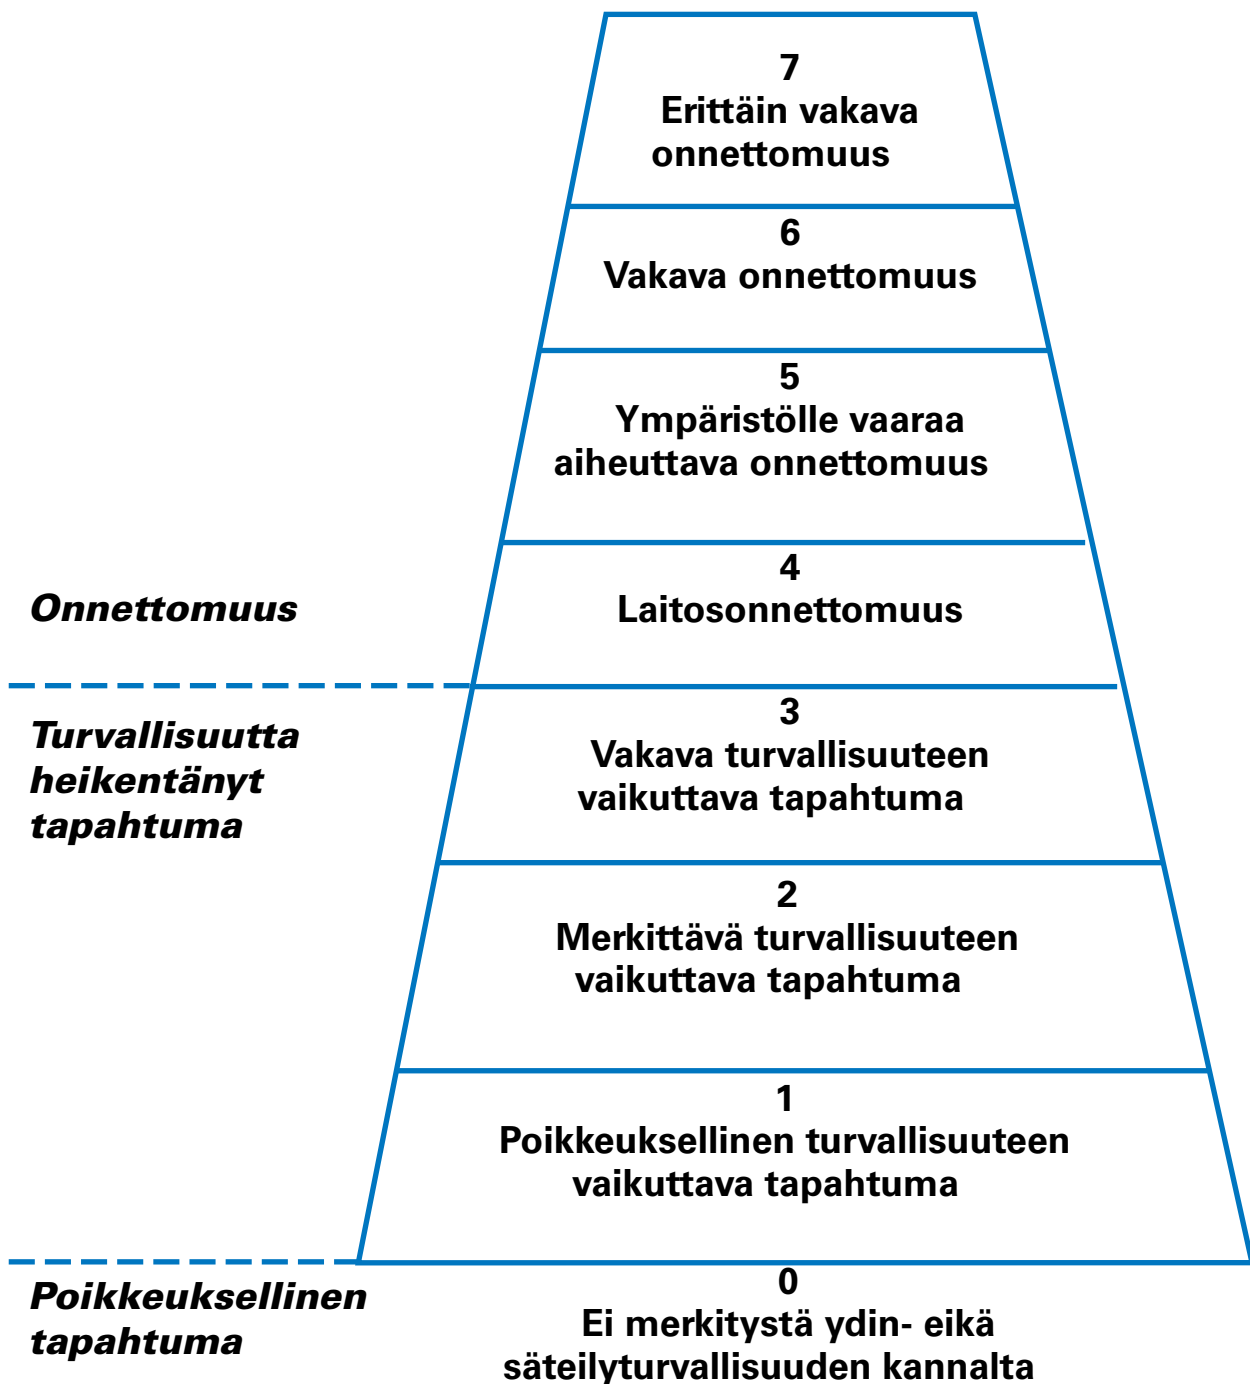 7
Erittäin vakava
onnettomuus
6
Vakava onnettomuus
5
Ympäristölle vaaraa
aiheuttava onnettomuus
4
Laitosonnettomuus
Onnettomuus
3
Vakava turvallisuuteen
vaikuttava tapahtuma
Turvallisuutta
heikentänyt
tapahtuma
2
Merkittävä turvallisuuteen
vaikuttava tapahtuma
1
Poikkeuksellinen turvallisuuteen
vaikuttava tapahtuma
0
Ei merkitystä ydin- eikä
säteilyturvallisuuden kannalta
Poikkeuksellinen
tapahtuma